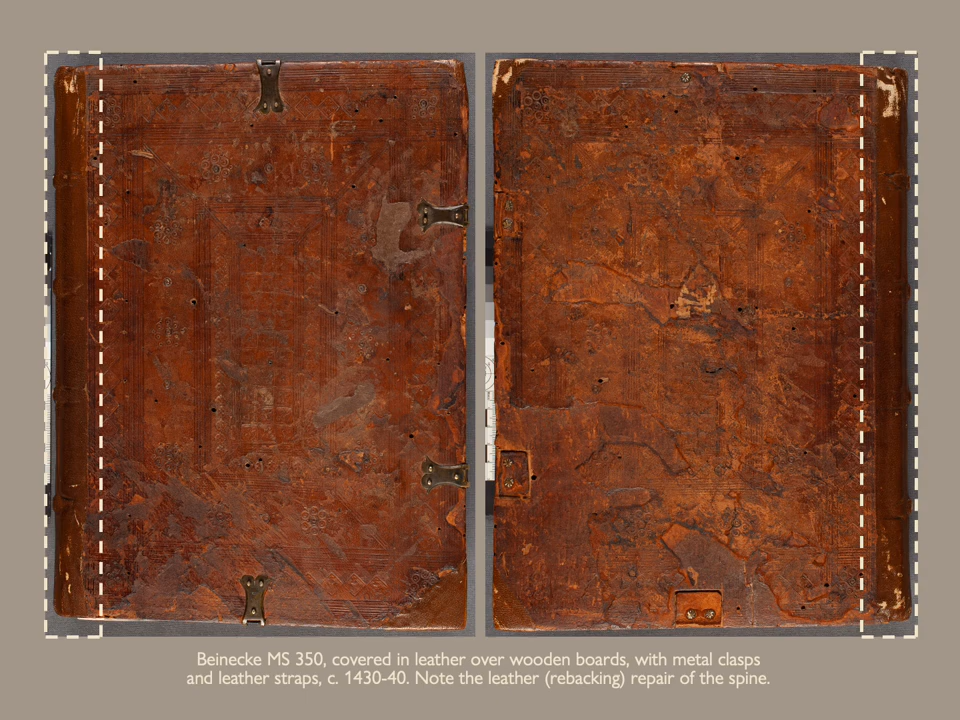 Beinecke MS 350, covered in leather over wooden boards, with metal clasps
and leather straps, c. 1430-40. Note the leather (rebacking) repair of the spine.